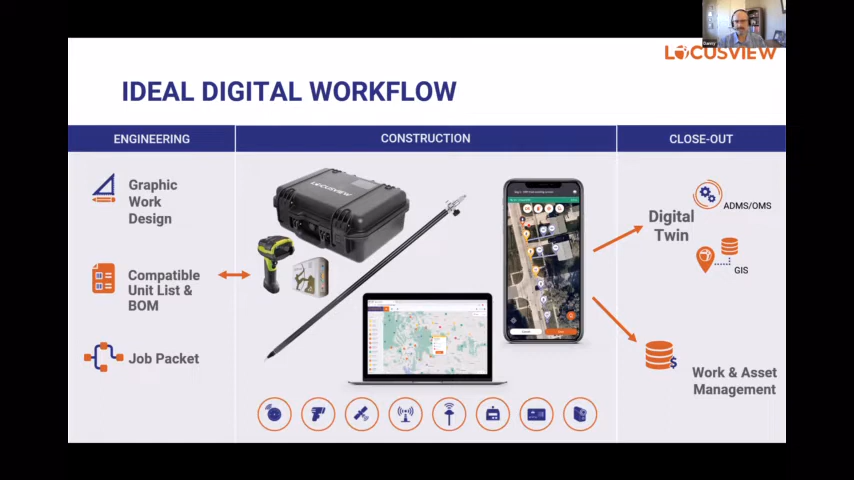 LOCUSVIEW
IDEAL DIGITAL WORKFLOW
ENGINEERING
CONSTRUCTION
CLOSE-OUT
Graphic
Work
Design
Compatible
Unit List &
BOM
Job Packet
LOCUSVIEW
Digital
Twin
ADMS/OMS
GIS
$
Work & Asset
Management